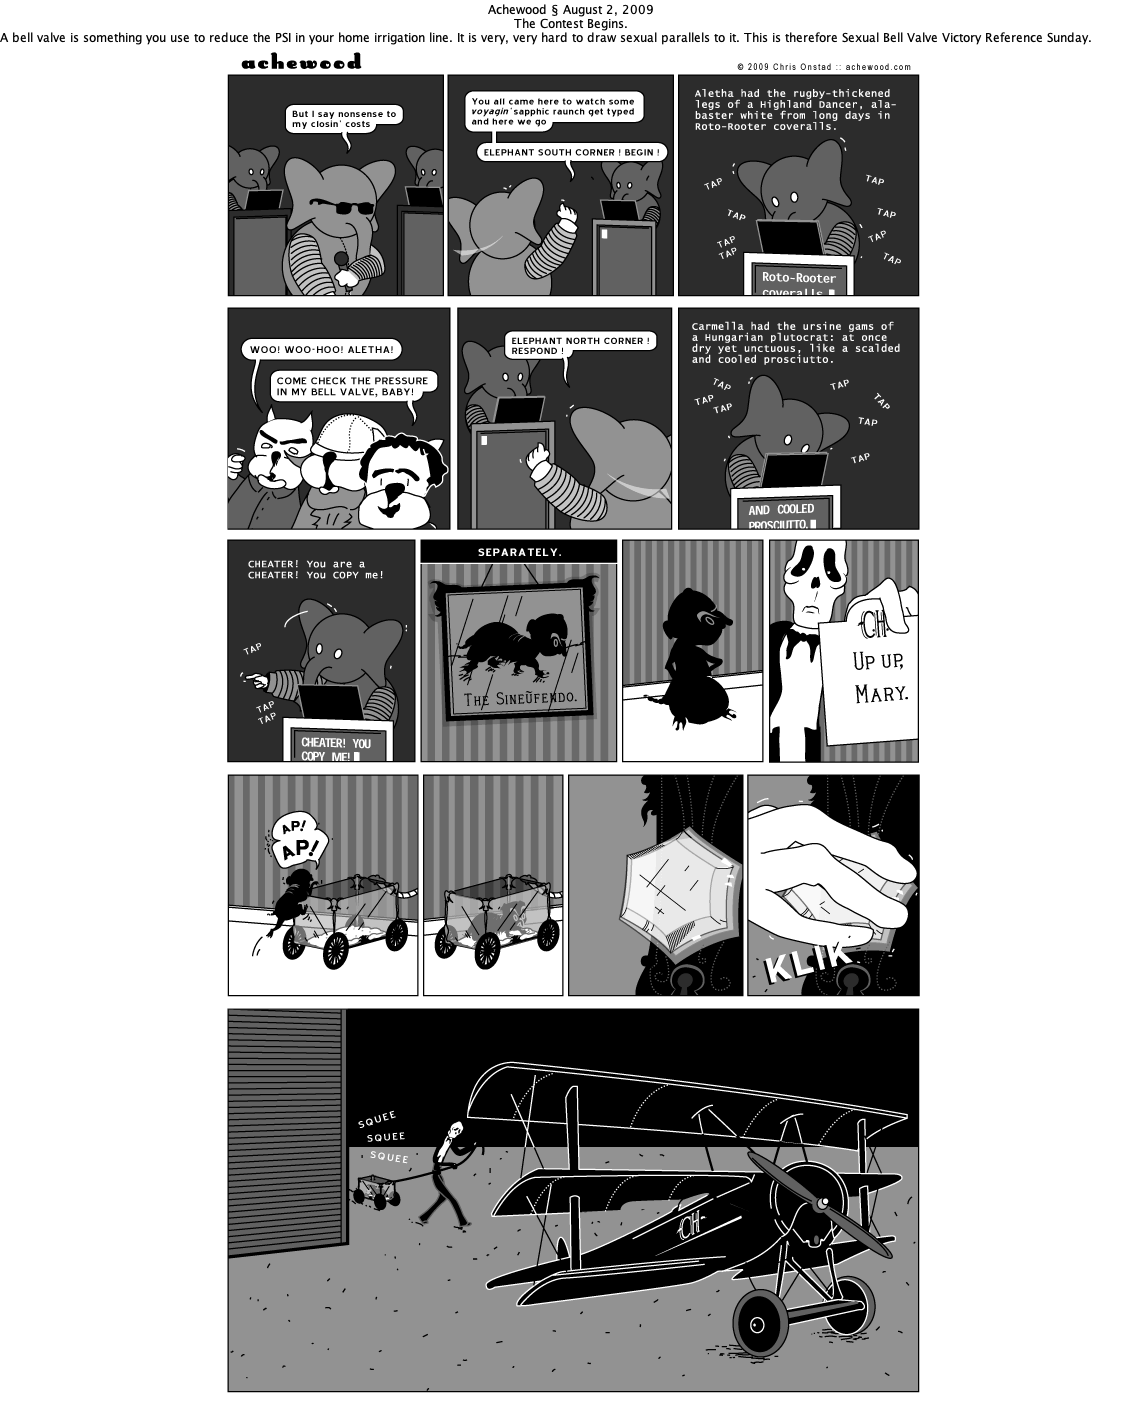 Achewood § August 2, 2009
The Contest Begins.
A bell valve is something you use to reduce the PSI in your home irrigation line. It is very, very hard to draw sexual parallels to it. This is therefore Sexual Bell Valve Victory Reference Sunday.
achewood
© 2009 Chris Onstad :: achewood.com
But I say nonsense to
my closin' costs
You all came here to watch some
voyagin' sapphic raunch get typed
and here we go
ELEPHANT SOUTH CORNER ! BEGIN !
Aletha had the rugby-thickened
legs of a Highland Dancer, ala-
baster white from long days in
Roto-Rooter coveralls.
TAP
TAP
TAP
TAP
TAP
TAP
TAP
TAP
Roto-Rooter
coveralls
WOO! WOO-HOO! ALETHA!
COME CHECK THE PRESSURE
IN MY BELL VALVE, BABY!
ELEPHANT NORTH CORNER !
RESPOND !
Carmella had the ursine gams of
a Hungarian plutocrat: at once
dry yet unctuous, like a scalded
and cooled prosciutto.
TAP
TAP
TAP
TAP
TAP
TAP
TAP
AND COOLED
PROSCIUTTO.
CHEATER! You are a
CHEATER! You COPY me!
TAP
TAP
TAP
CHEATER! YOU
COPY ME!
SEPARATELY.
THE SINEŨFENDO.
CH
UP UP,
MARY.
AP!
AP!
KLIK
SQUEE
SQUEE
SQUEE
CH